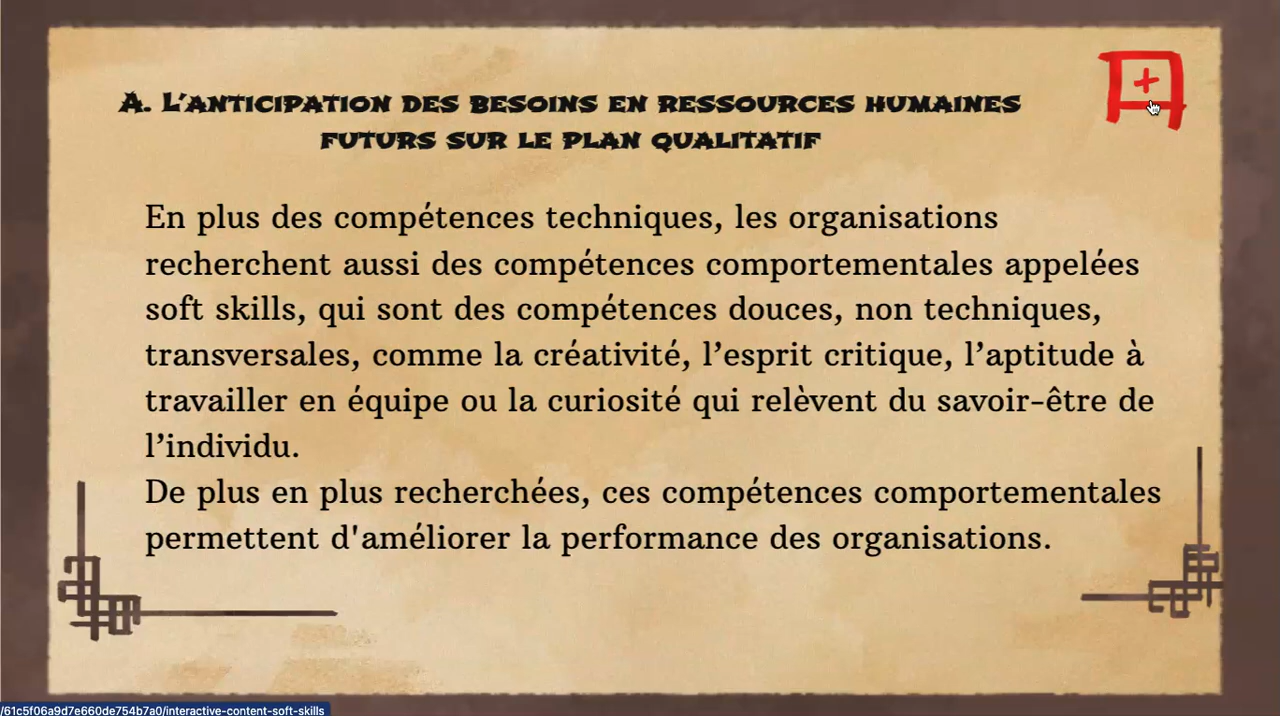 A. L'ANTICIPATION DES BESOINS EN RESSOURCES HUMAINES
FUTURS SUR LE PLAN QUALITATIF
+
En plus des compétences techniques, les organisations
recherchent aussi des compétences comportementales appelées
soft skills, qui sont des compétences douces, non techniques,
transversales, comme la créativité, l’esprit critique, l’aptitude à
travailler en équipe ou la curiosité qui relèvent du savoir-être de
l’individu.
De plus en plus recherchées, ces compétences comportementales
permettent d'améliorer la performance des organisations.
/61c5f06a9d7e660de754b7a0/interactive-content-soft-skills